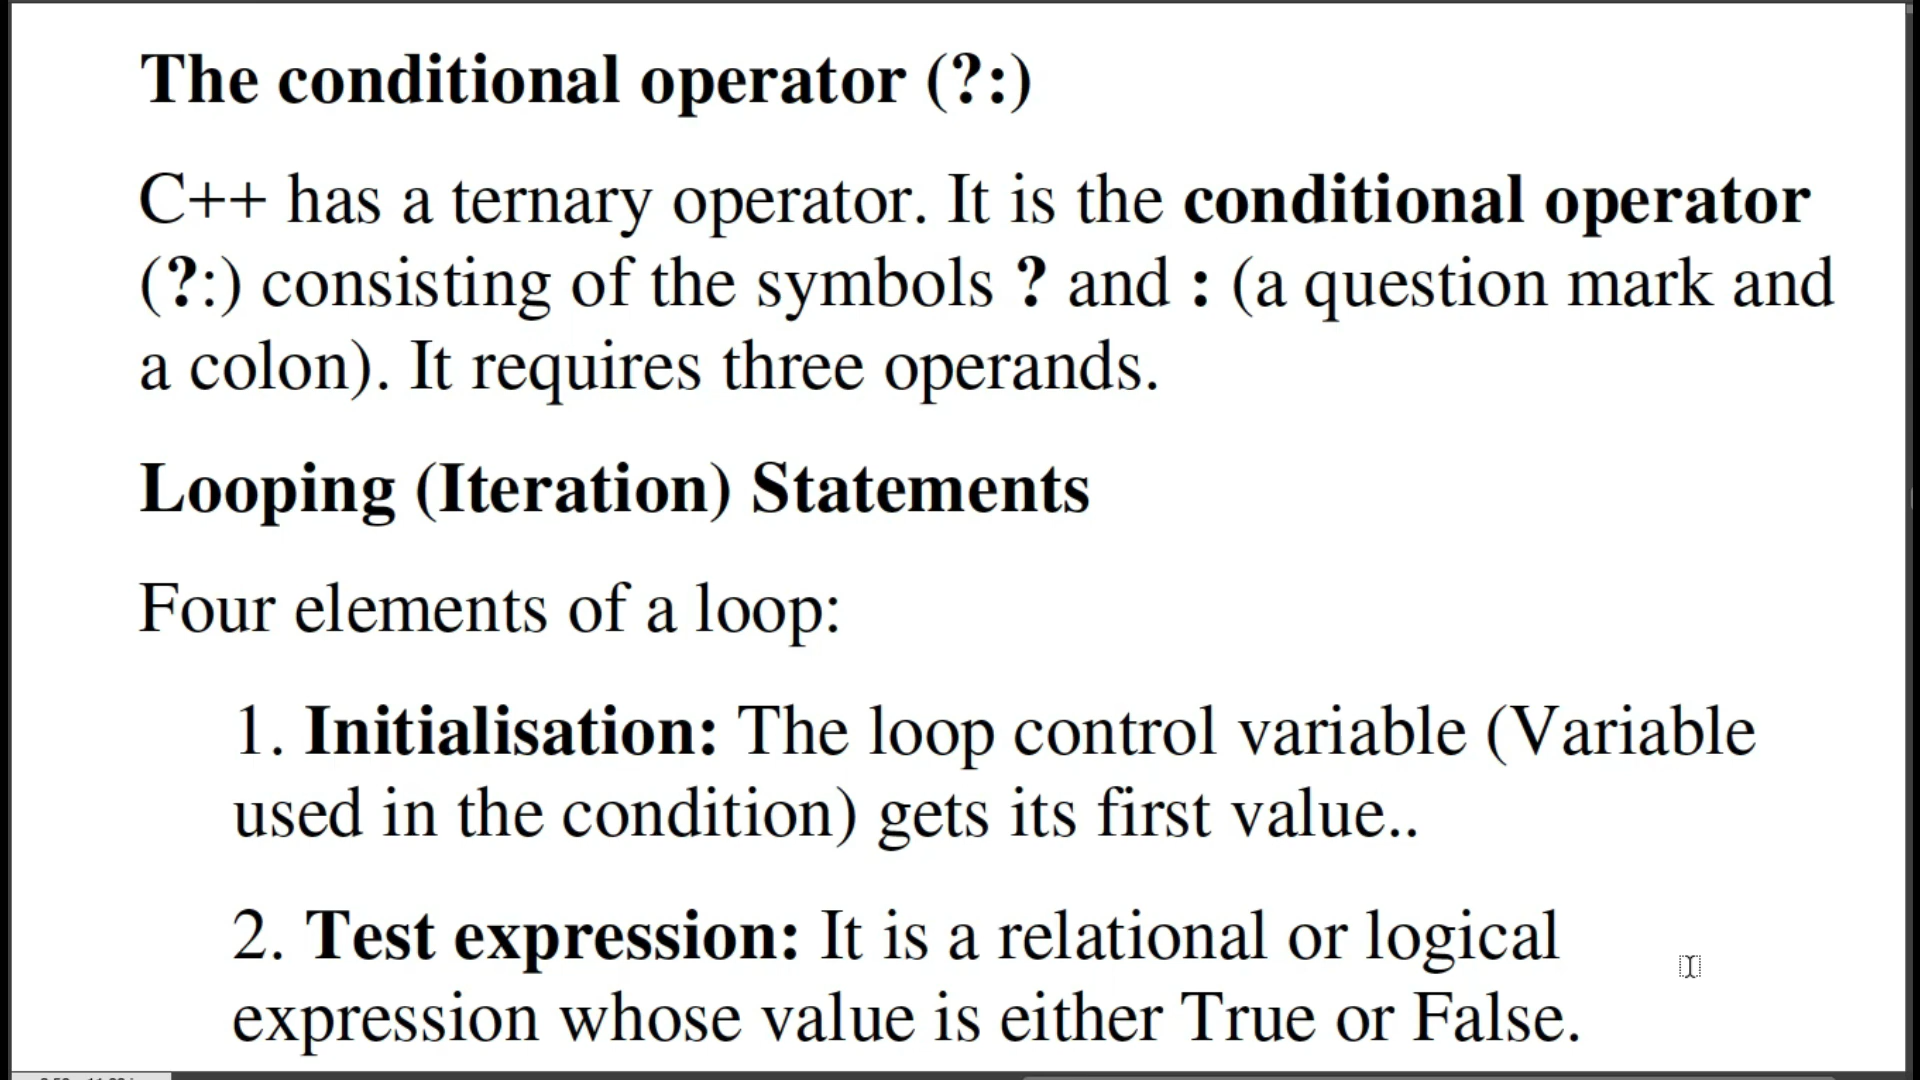 The conditional operator (?:)
C++ has a ternary operator. It is the conditional operator
(?:) consisting of the symbols ? and : (a question mark and
a colon). It requires three operands.
Looping (Iteration) Statements
Four elements of a loop:
1. Initialisation: The loop control variable (Variable
used in the condition) gets its first value..
2. Test expression: It is a relational or logical
expression whose value is either True or False.